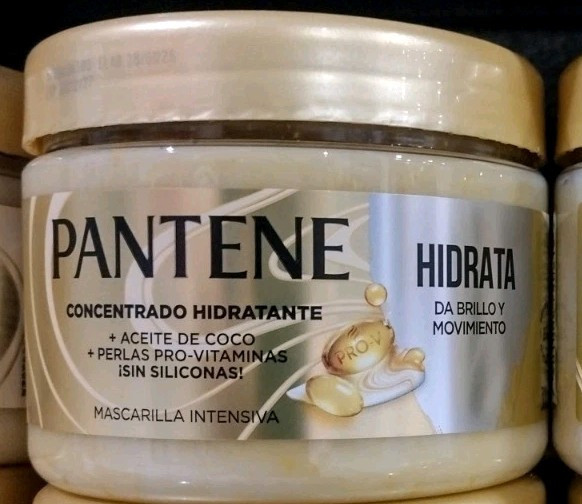 PANTENE
CONCENTRADO HIDRATANTE
+ ACEITE DE COCO
+ PERLAS PRO-VITAMINAS
¡SIN SILICONAS!
MASCARILLA INTENSIVA
PRO-V
HIDRATA
DA BRILLO Y
MOVIMIENTO